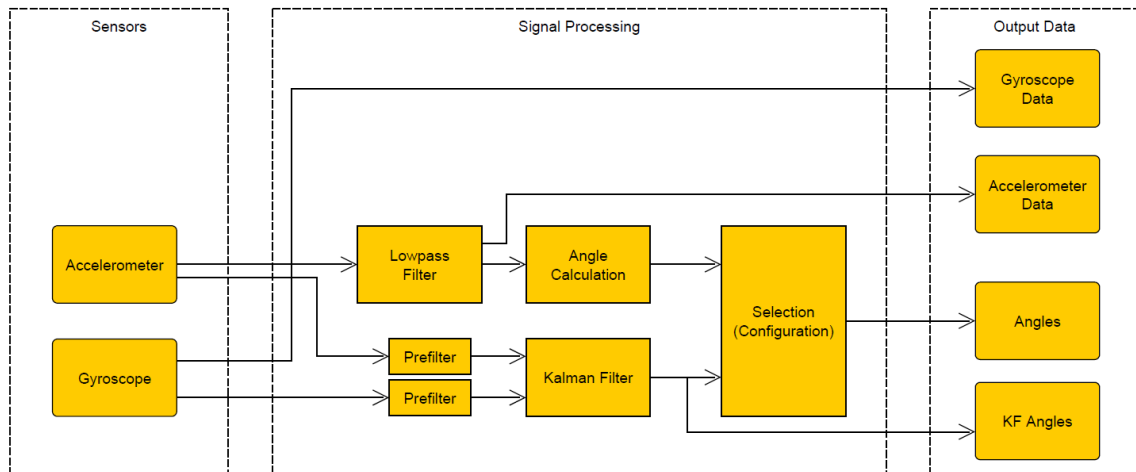 Sensors
Signal Processing
Output Data
Gyroscope
Data
Accelerometer
Data
Accelerometer
Lowpass
Filter
Angle
Calculation
Selection
(Configuration)
Angles
Gyroscope
Prefilter
Prefilter
Kalman Filter
KF Angles